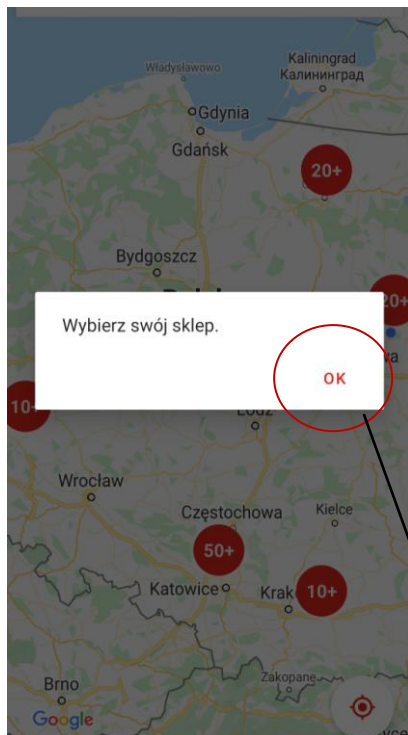 Władysławowo
Kaliningrad
Калининград
Gdynia
Gdańsk
20+
Bydgoszcz
20+
Wybierz swój sklep.
OK
10
Łódź
Wrocław
Częstochowa
Kielce
50+
Katowice
Krak
10+
Brno
Zakopane
Google